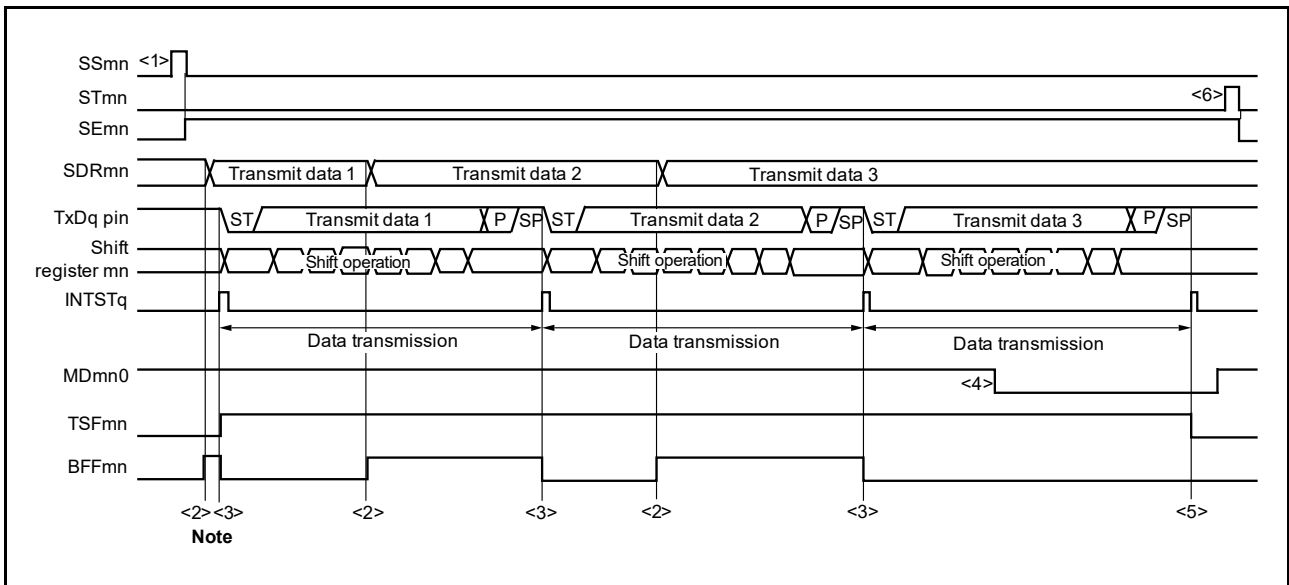 SSmn <1>
STmn <6>
SEmn
SDRmn Transmit data 1 Transmit data 2 Transmit data 3
TxDq pin ST Transmit data 1 P SP ST Transmit data 2 P SP ST Transmit data 3 P SP
Shift
register mn Shift operation Shift operation Shift operation
INTSTq
Data transmission Data transmission Data transmission
MDmn0 <4>
TSFmn
BFFmn
<2> <3> <2> <3> <2> <3> <5>
Note